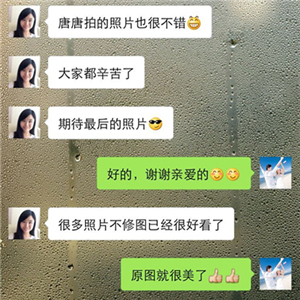 唐唐拍的照片也很不错😁
大家都辛苦了
期待最后的照片😎
好的，谢谢亲爱的😋😋
很多照片不修图已经很好看了
原图就很美了👍👍